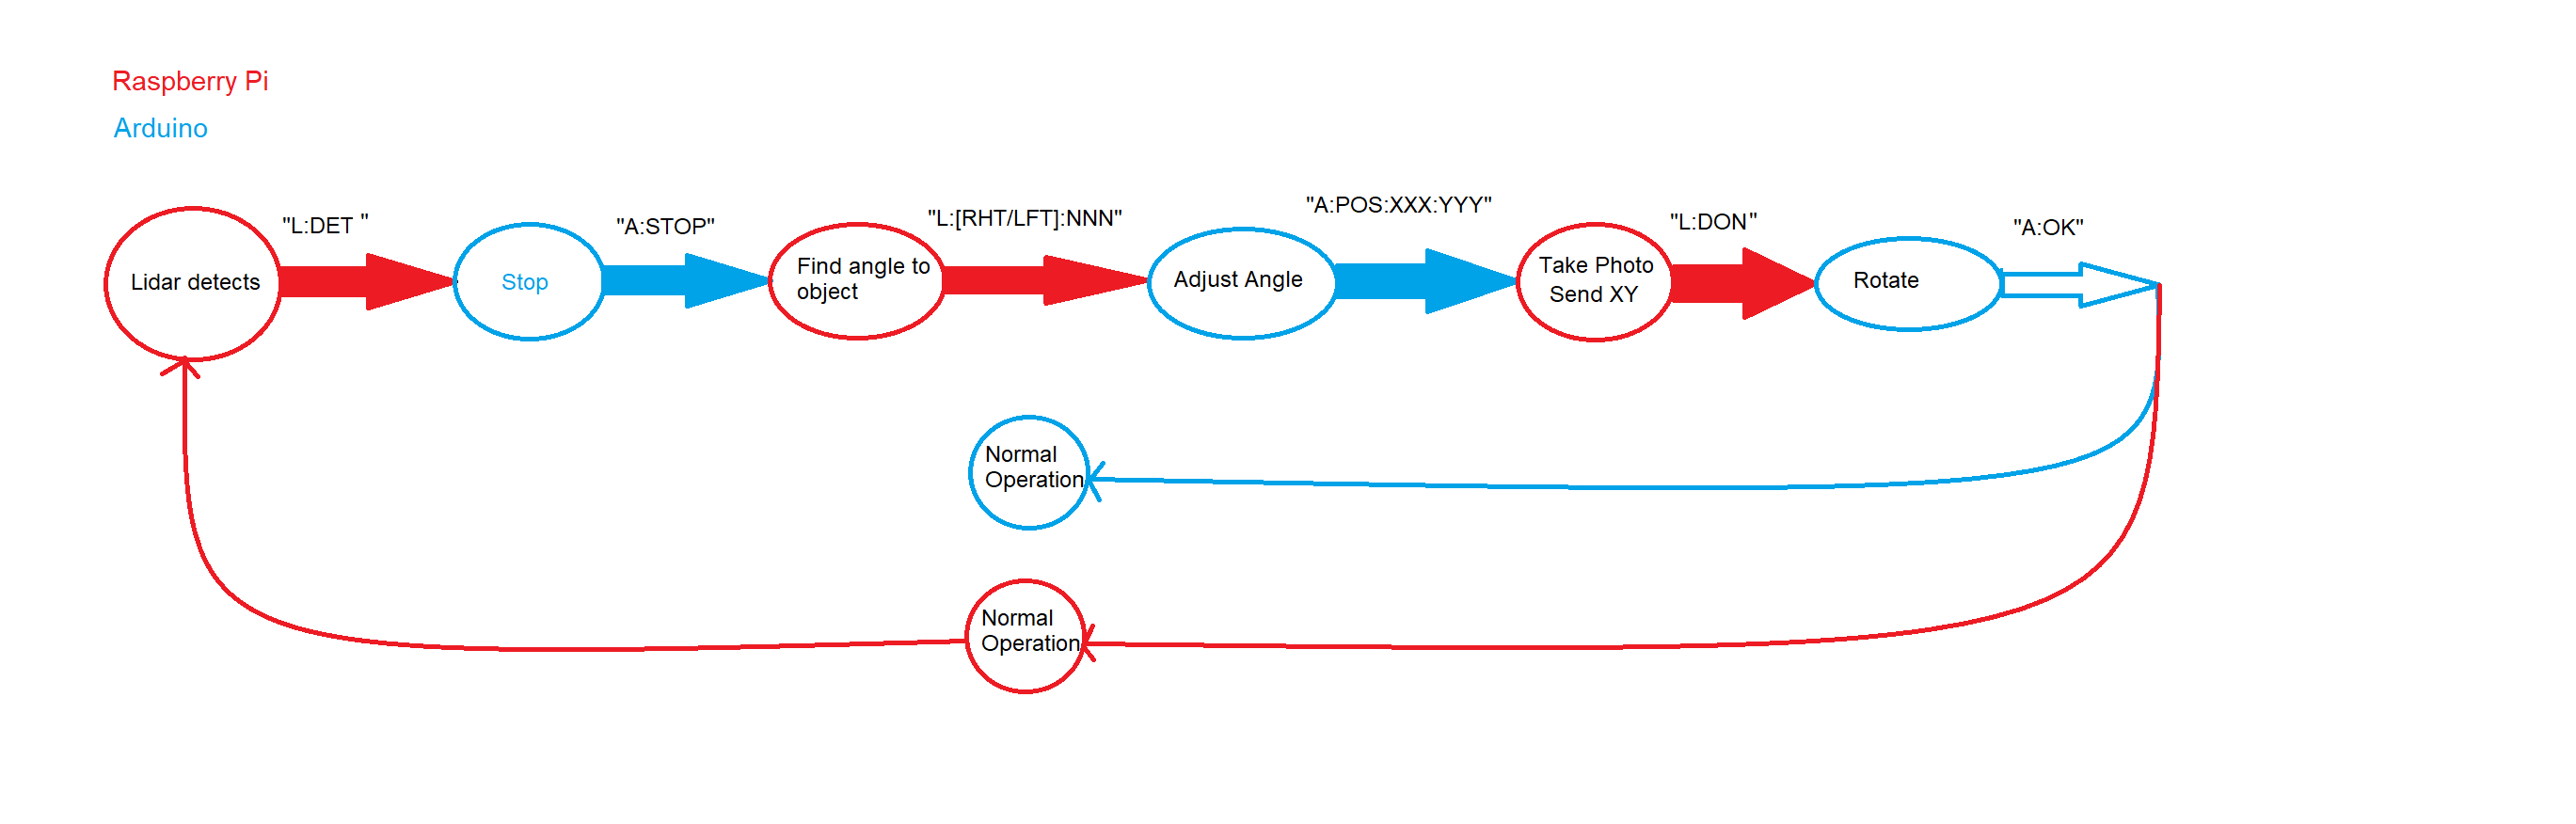 Raspberry Pi
Arduino
"L:DET "
"A:STOP"
"L:[RHT/LFT]:NNN"
"A:POS:XXX:YYY"
"L:DON"
"A:OK"
Lidar detects
Stop
Find angle to
object
Adjust Angle
Take Photo
Send XY
Rotate
Normal
Operation
Normal
Operation